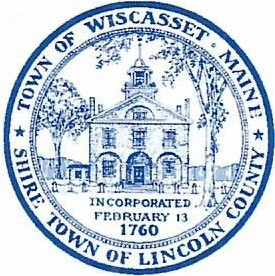 TOWN OF WISCASSET · MAINE
★ SHIRE TOWN OF LINCOLN COUNTY ★
INCORPORATED
FEBRUARY 13
1760